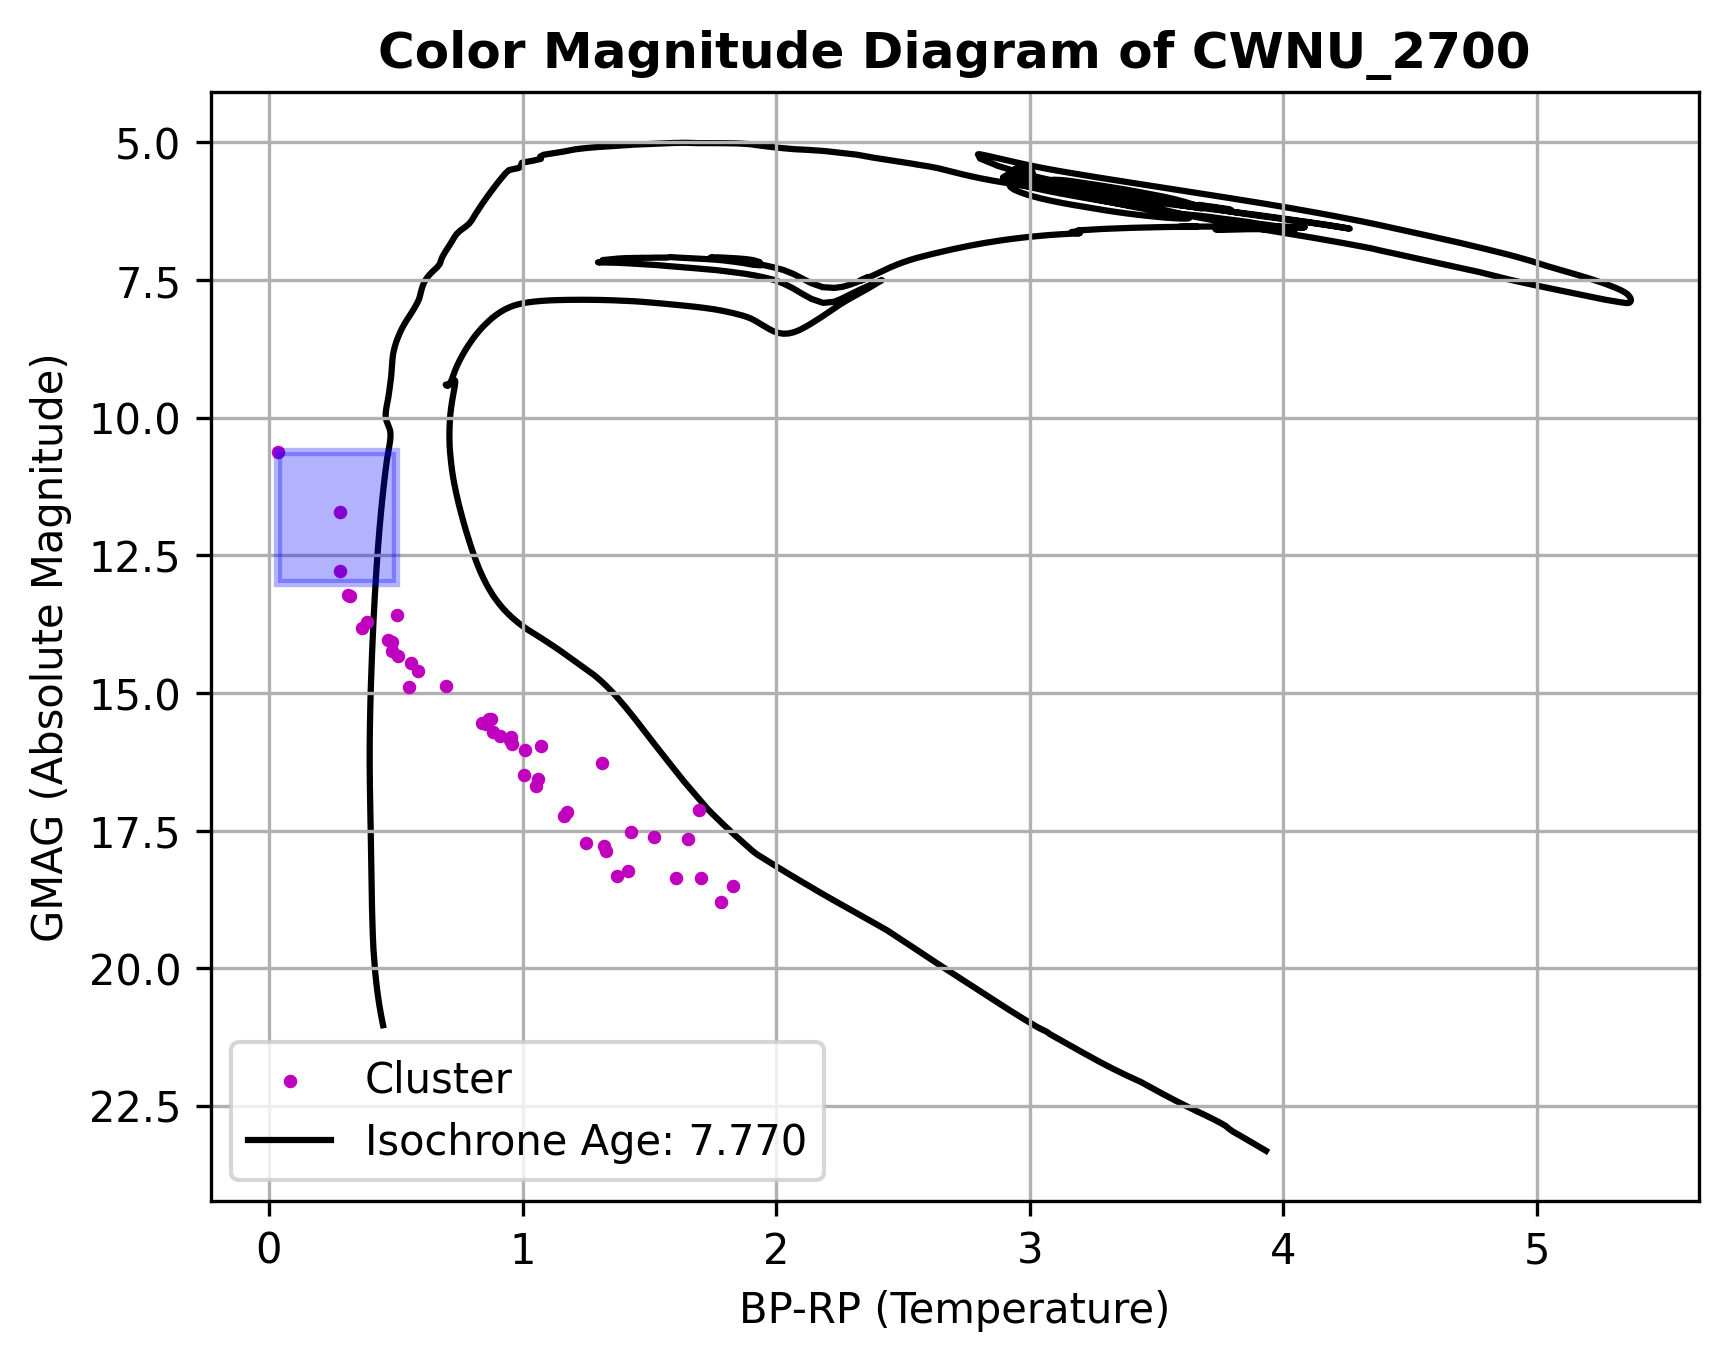 Color Magnitude Diagram of CWNU_2700
GMAG (Absolute Magnitude)
5.0
7.5
10.0
12.5
15.0
17.5
20.0
22.5
Cluster
Isochrone Age: 7.770
0 1 2 3 4 5
BP-RP (Temperature)